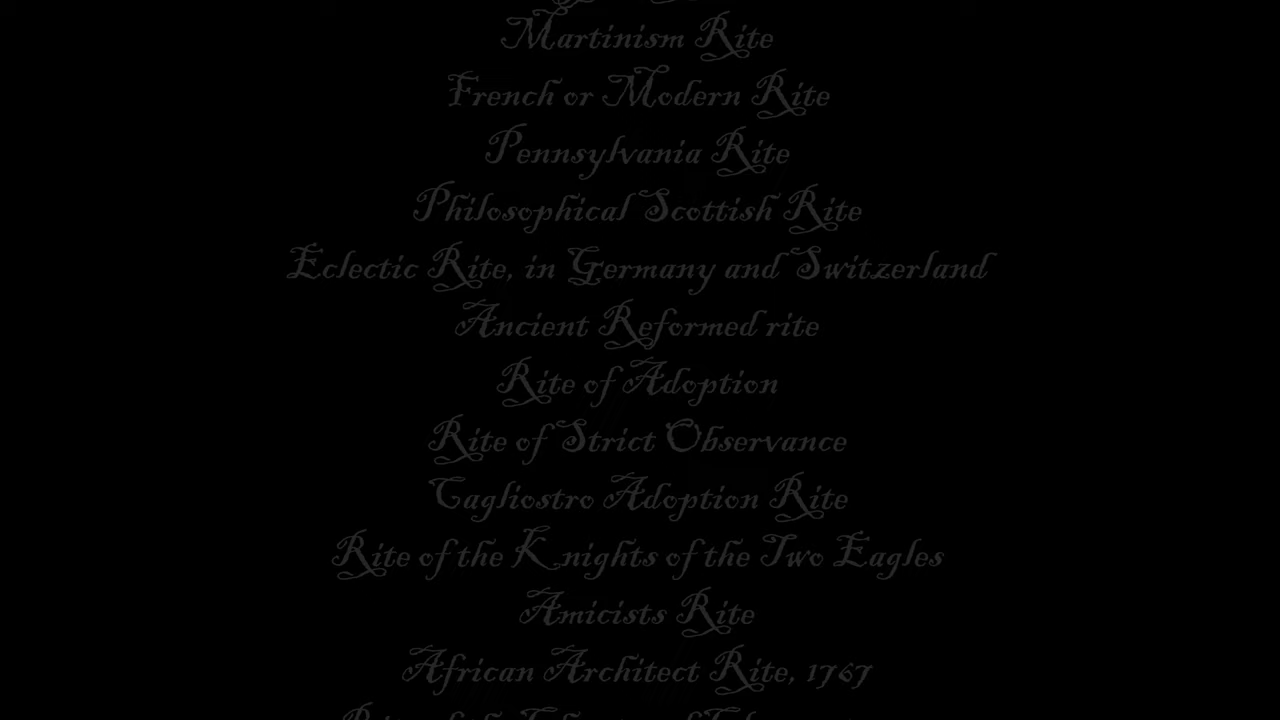 Martinism Rite
French or Modern Rite
Pennsylvania Rite
Philosophical Scottish Rite
Eclectic Rite, in Germany and Switzerland
Ancient Reformed rite
Rite of Adoption
Rite of Strict Observance
Cagliostro Adoption Rite
Rite of the Knights of the Two Eagles
Amicists Rite
African Architect Rite, 1767